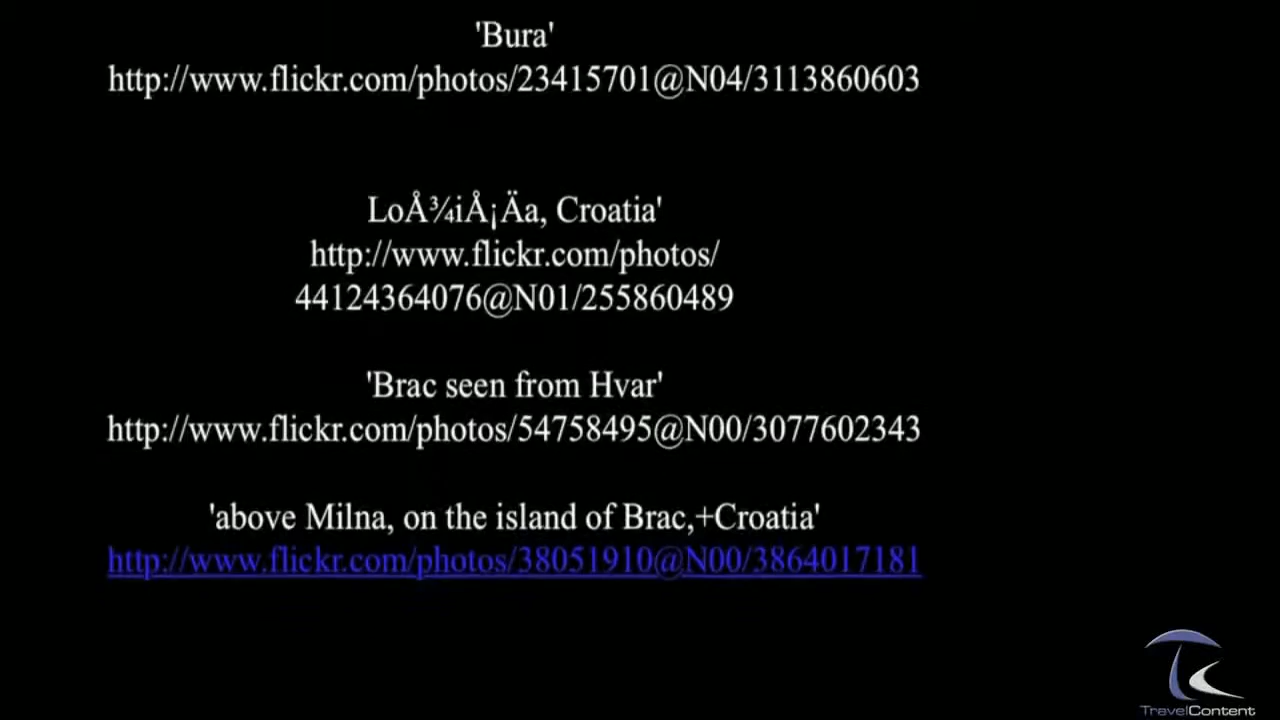 'Bura'
http://www.flickr.com/photos/23415701@N04/3113860603
LoÅ¾iÅ¡Äa, Croatia'
http://www.flickr.com/photos/
44124364076@N01/255860489
'Brac seen from Hvar'
http://www.flickr.com/photos/54758495@N00/3077602343
'above Milna, on the island of Brac,+Croatia'
http://www.flickr.com/photos/38051910@N00/3864017181
TravelContent